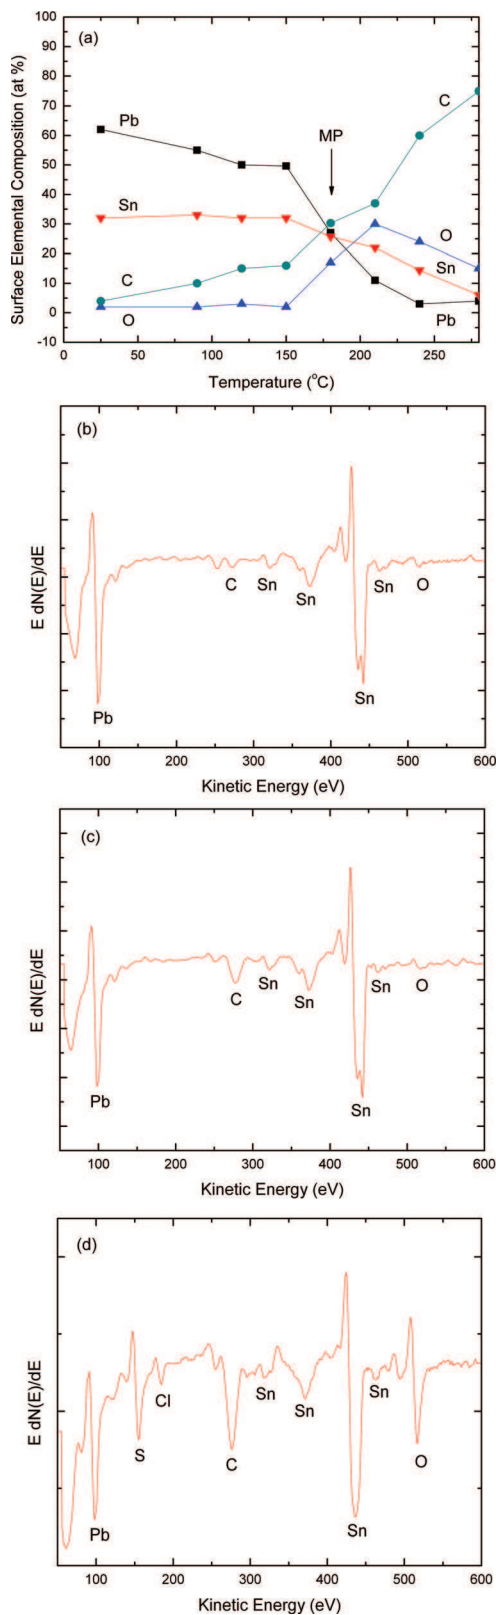 (a)
100
90
80
70
60
50
40
30
20
10
0
-10
Surface Elemental Composition (at %)
Pb
Sn
C
O
MP
C
O
Sn
Pb
0 50 100 150 200 250
Temperature (°C)
(b)
E dN(E)/dE
Pb
C
Sn
Sn
Sn
Sn
O
100 200 300 400 500 600
Kinetic Energy (eV)
(c)
E dN(E)/dE
Pb
C
Sn
Sn
Sn
Sn
O
100 200 300 400 500 600
Kinetic Energy (eV)
(d)
E dN(E)/dE
Pb
S
Cl
C
Sn
Sn
Sn
Sn
O
100 200 300 400 500 600
Kinetic Energy (eV)